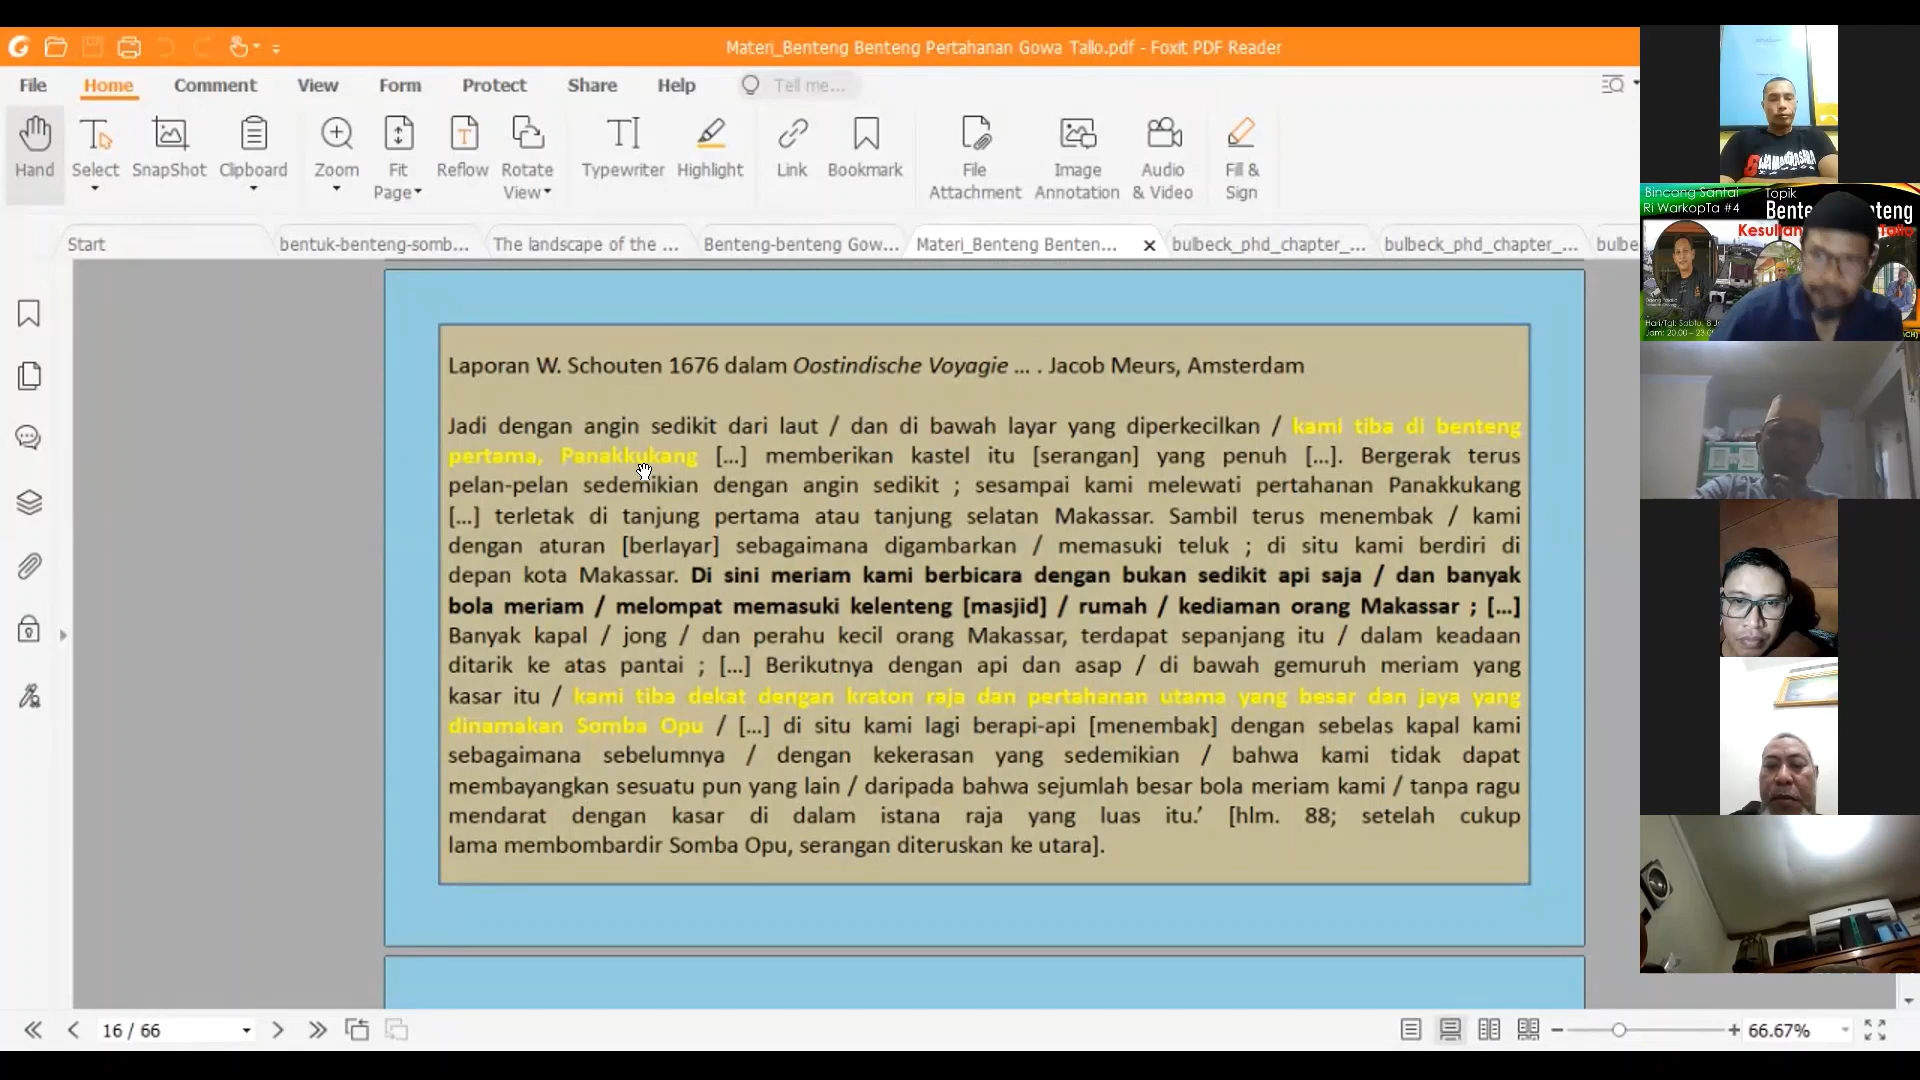 Materi_Benteng Benteng Pertahanan Gowa Tallo.pdf - Foxit PDF Reader
File Home Comment View Form Protect Share Help Tell me...
Hand Select SnapShot Clipboard Zoom Fit Page Reflow Rotate View Typewriter Highlight Link Bookmark File Attachment Image Annotation Audio & Video Fill & Sign
Start bentuk-benteng-somb... The landscape of the ... Benteng-benteng Gow... Materi_Benteng Benten... bulbeck_phd_chapter_... bulbeck_phd_chapter_... bulbe
Laporan W. Schouten 1676 dalam Oostindische Voyagie ... . Jacob Meurs, Amsterdam
Jadi dengan angin sedikit dari laut / dan di bawah layar yang diperkecilkan / kami tiba di benteng
pertama, Panakkukang [...] memberikan kastel itu [serangan] yang penuh [...]. Bergerak terus
pelan-pelan sedemikian dengan angin sedikit ; sesampai kami melewati pertahanan Panakkukang
[...] terletak di tanjung pertama atau tanjung selatan Makassar. Sambil terus menembak / kami
dengan aturan [berlayar] sebagaimana digambarkan / memasuki teluk ; di situ kami berdiri di
depan kota Makassar. Di sini meriam kami berbicara dengan bukan sedikit api saja / dan banyak
bola meriam / melompat memasuki kelenteng [masjid] / rumah / kediaman orang Makassar ; [...]
Banyak kapal / jong / dan perahu kecil orang Makassar, terdapat sepanjang itu / dalam keadaan
ditarik ke atas pantai ; [...] Berikutnya dengan api dan asap / di bawah gemuruh meriam yang
kasar itu / kami tiba dekat dengan kraton raja dan pertahanan utama yang besar dan jaya yang
dinamakan Somba Opu / [...] di situ kami lagi berapi-api [menembak] dengan sebelas kapal kami
sebagaimana sebelumnya / dengan kekerasan yang sedemikian / bahwa kami tidak dapat
membayangkan sesuatu pun yang lain / daripada bahwa sejumlah besar bola meriam kami / tanpa ragu
mendarat dengan kasar di dalam istana raja yang luas itu.’ [hlm. 88; setelah cukup
lama membombardir Somba Opu, serangan diteruskan ke utara].
16 / 66
66.67%
Bincang Santai
Ri WarkopTa #4
Topik